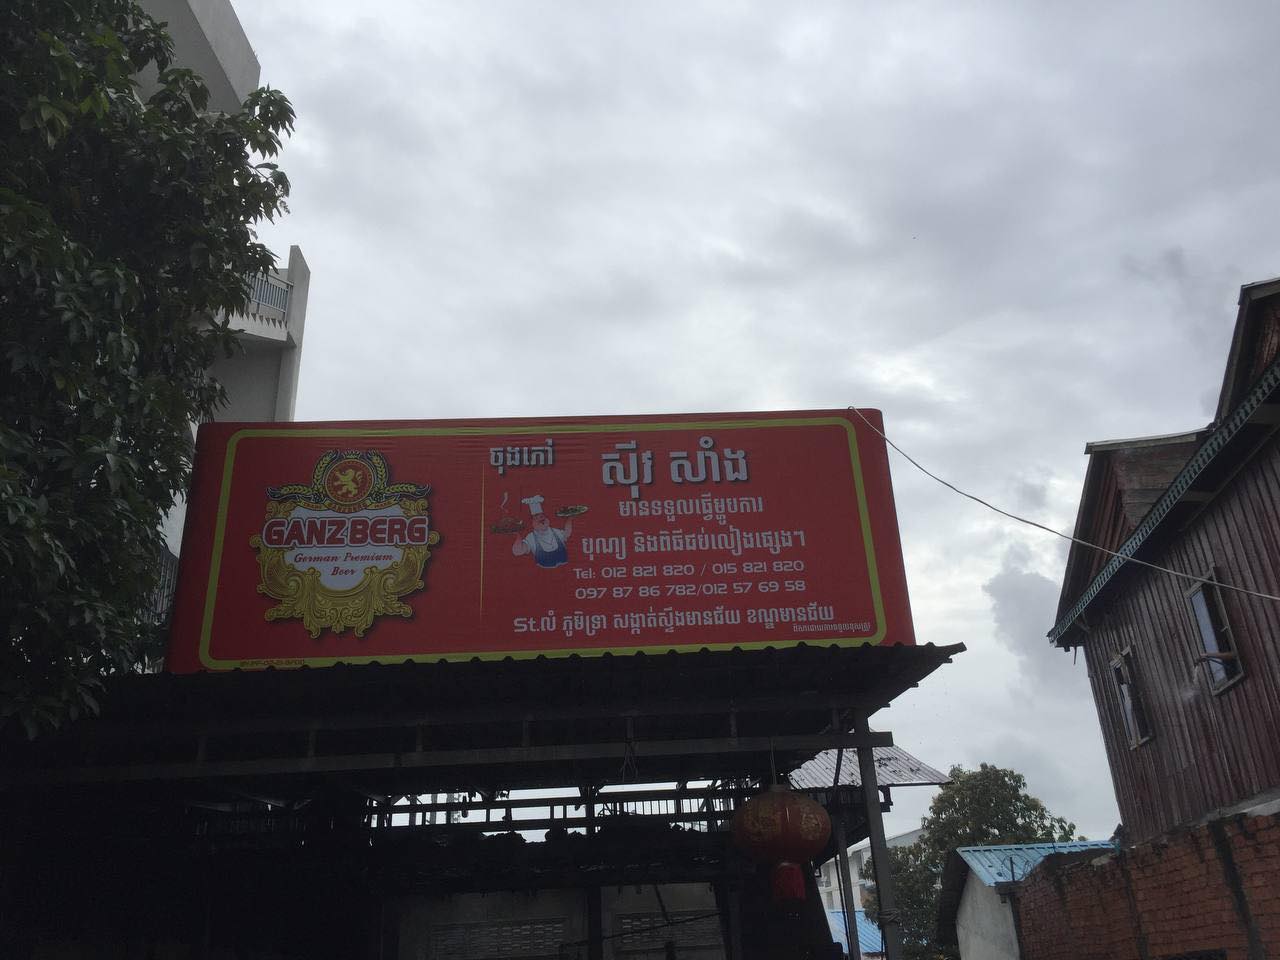 GANZBERG
German Premium
Beer
ចុងភៅ
ស៊ីវ សាំង
មានទទួលធ្វើម្ហូបការ
បុណ្យ និងពិធីជប់លៀងផ្សេងៗ
Tel: 012 821 820 / 015 821 820
097 87 86 782/012 57 69 58
St.លំ ភូមិទ្រា សង្កាត់ស្ទឹងមានជ័យ ខណ្ឌមានជ័យ